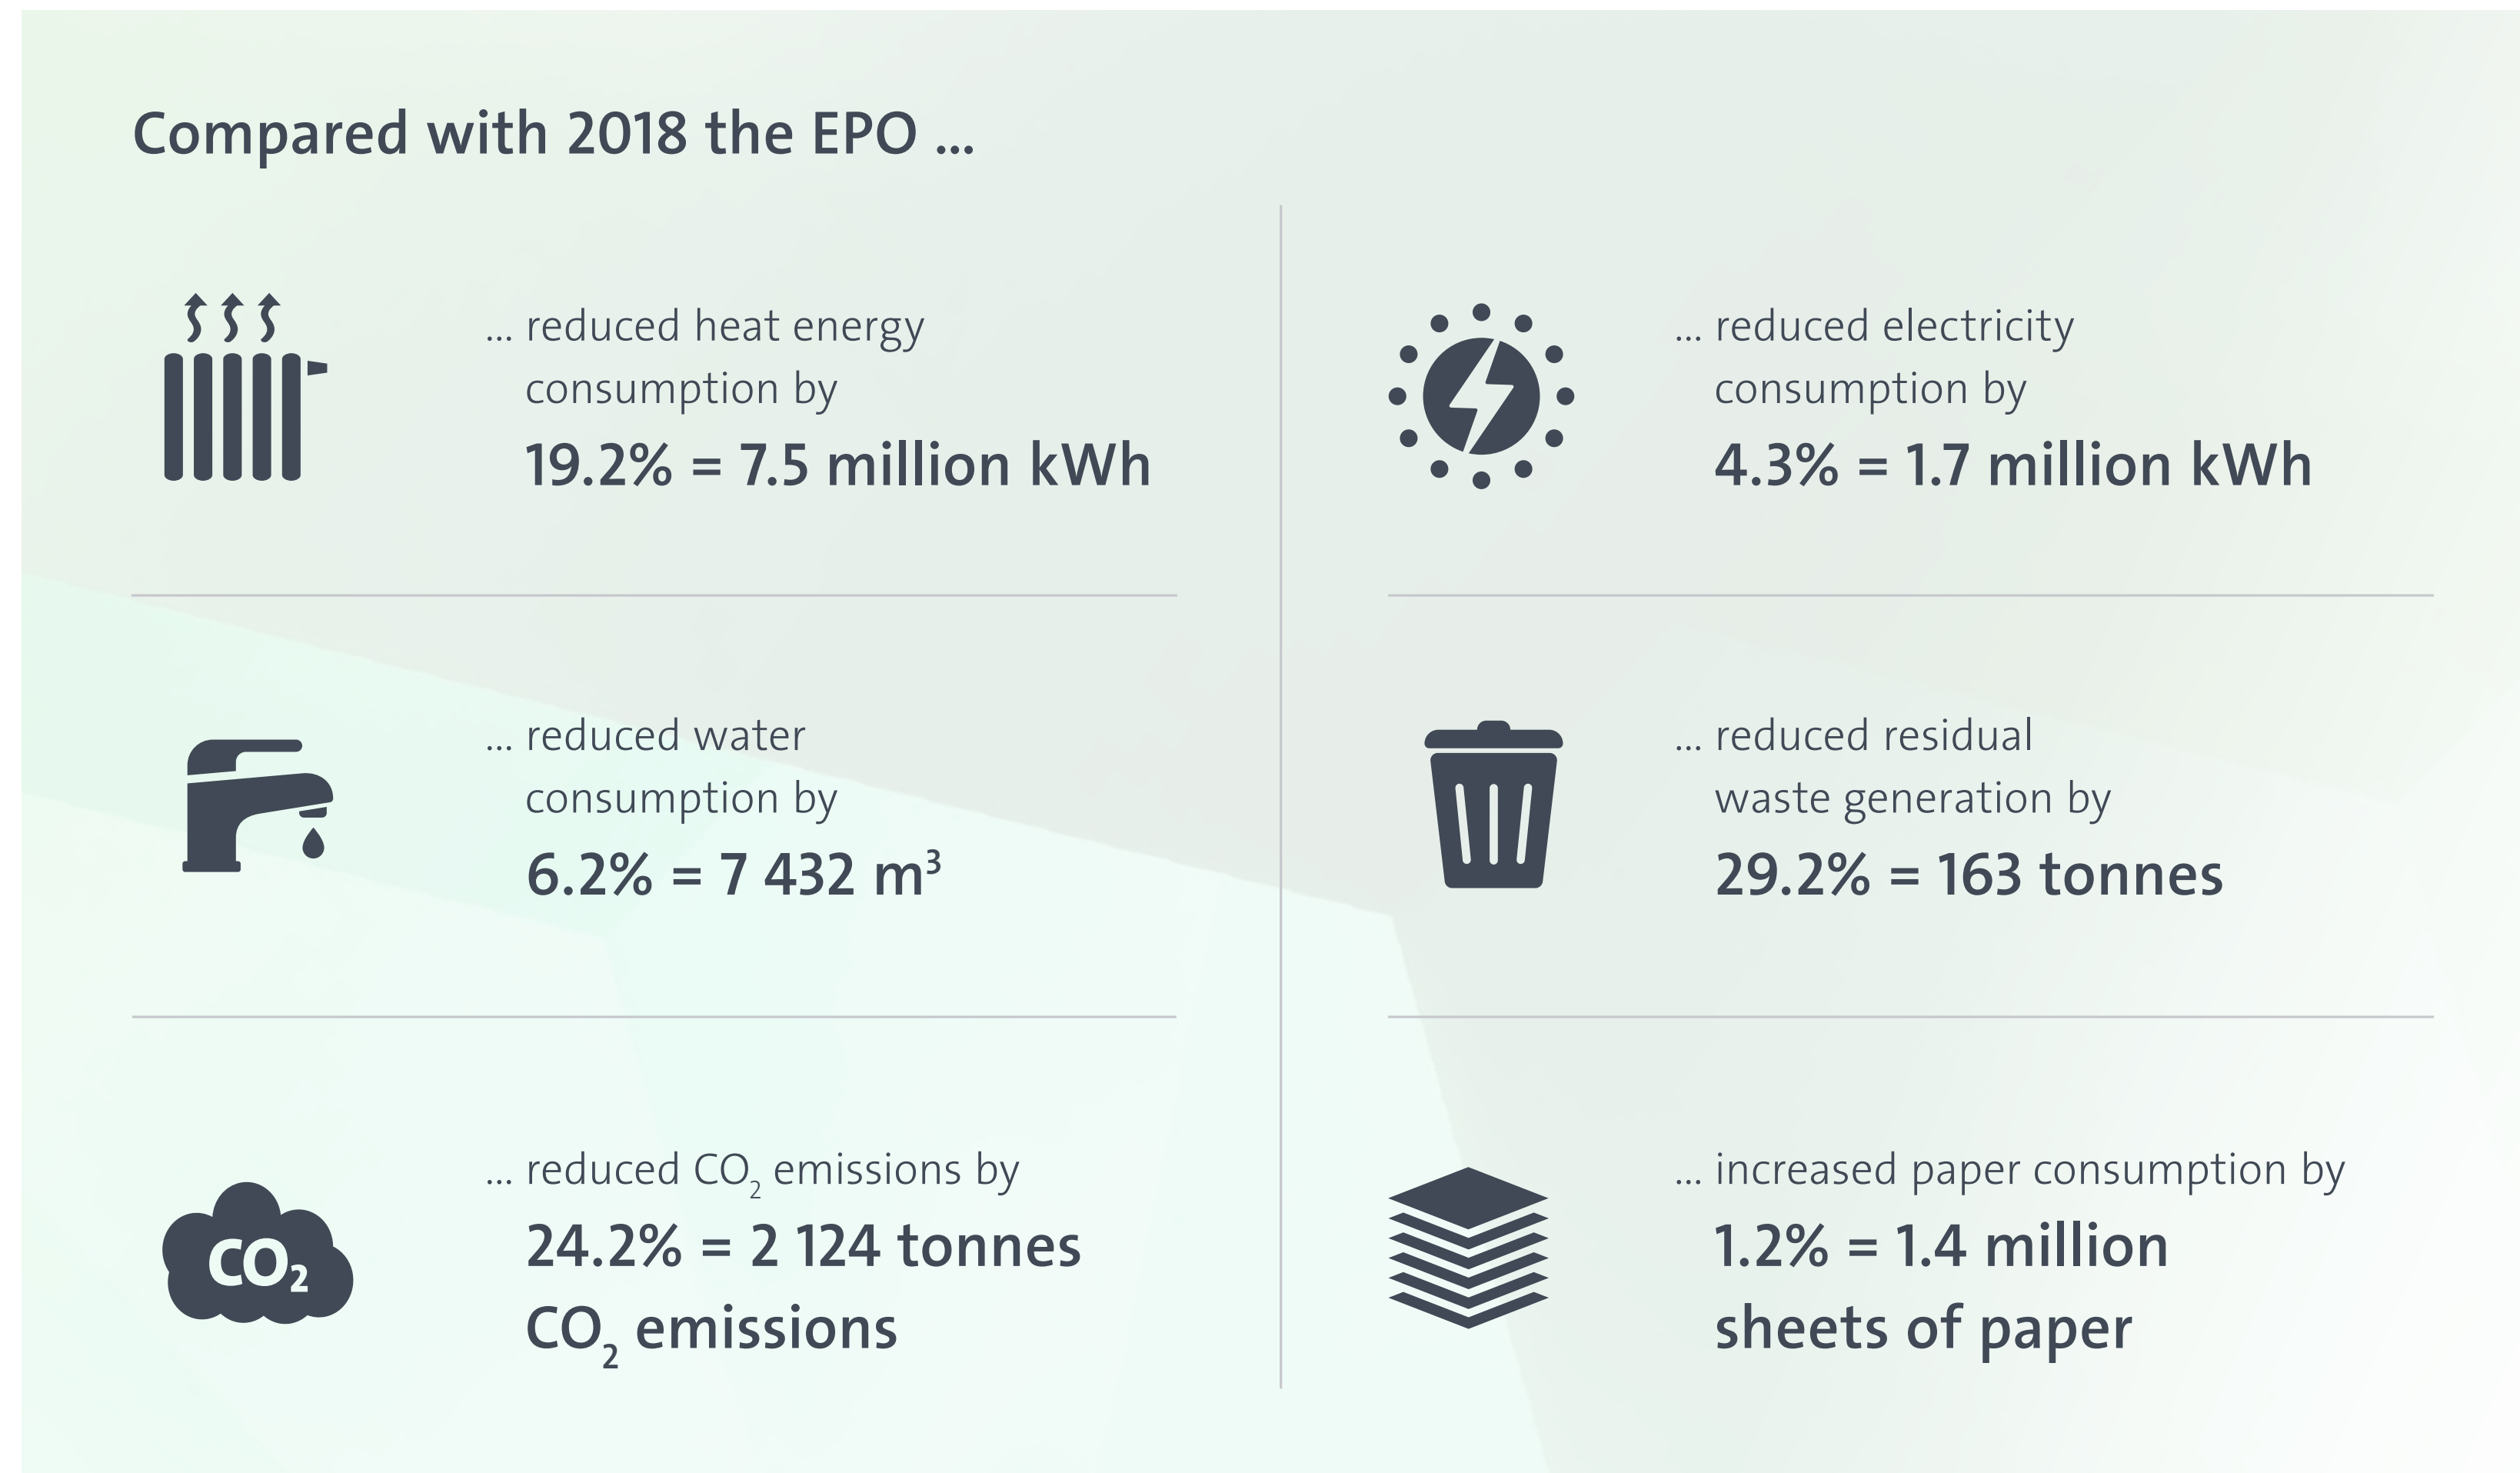 Compared with 2018 the EPO ...
... reduced heat energy
consumption by
19.2% = 7.5 million kWh
... reduced electricity
consumption by
4.3% = 1.7 million kWh
... reduced water
consumption by
6.2% = 7 432 m³
... reduced residual
waste generation by
29.2% = 163 tonnes
CO₂
... reduced CO₂ emissions by
24.2% = 2 124 tonnes
CO₂ emissions
... increased paper consumption by
1.2% = 1.4 million
sheets of paper